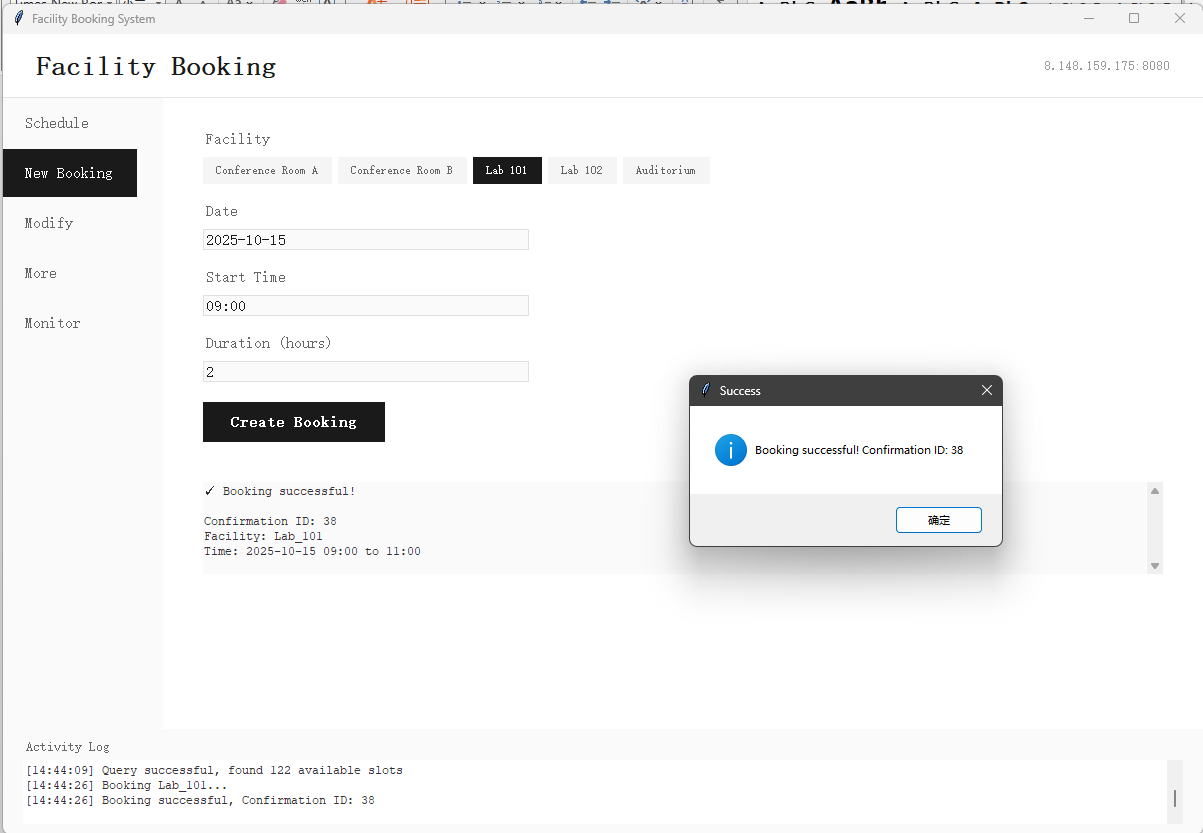 Facility Booking System
Facility Booking
8.148.159.175:8080
Schedule
New Booking
Modify
More
Monitor
Facility
Conference Room A
Conference Room B
Lab 101
Lab 102
Auditorium
Date
2025-10-15
Start Time
09:00
Duration (hours)
2
Create Booking
✓ Booking successful!
Confirmation ID: 38
Facility: Lab_101
Time: 2025-10-15 09:00 to 11:00
Success
Booking successful! Confirmation ID: 38
确定
Activity Log
[14:44:09] Query successful, found 122 available slots
[14:44:26] Booking Lab_101...
[14:44:26] Booking successful, Confirmation ID: 38